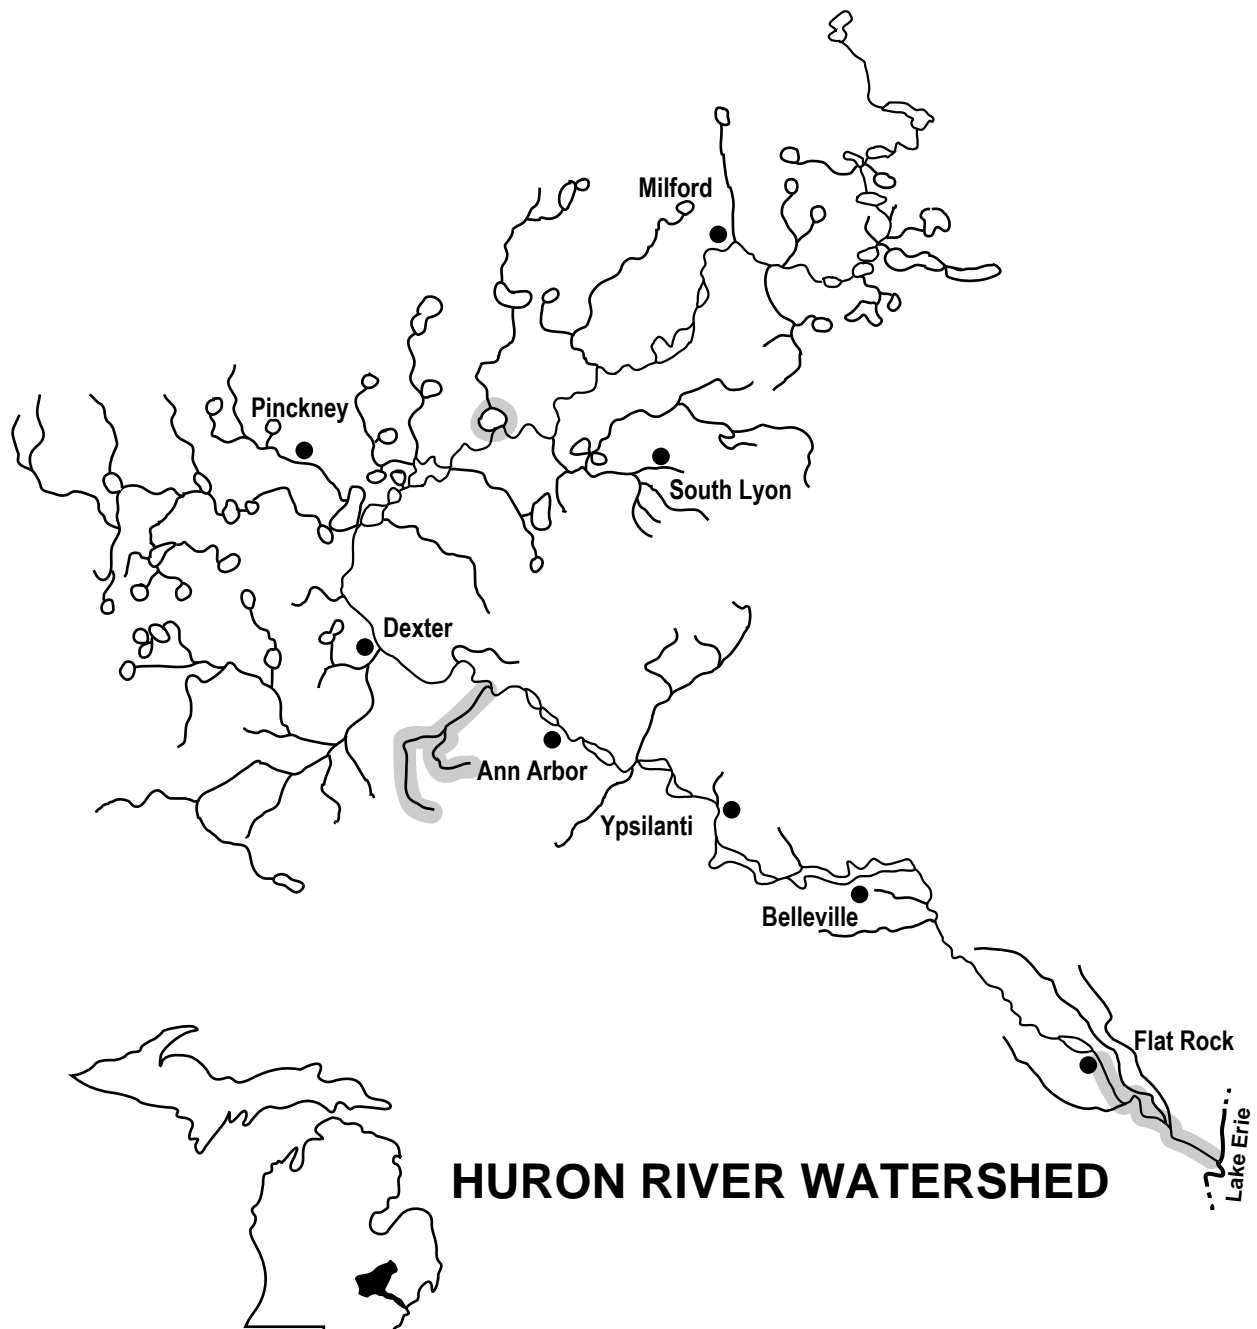 Milford
Pinckney
South Lyon
Dexter
Ann Arbor
Ypsilanti
Belleville
Flat Rock
Lake Erie
HURON RIVER WATERSHED